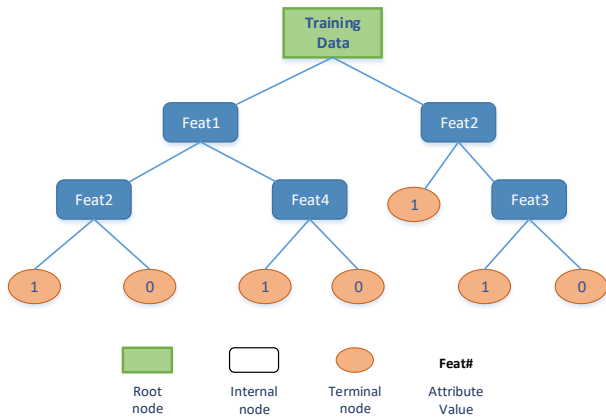 Training
Data
Feat1
Feat2
Feat2
Feat4
1
Feat3
1
0
1
0
1
0
Root
node
Internal
node
Terminal
node
Feat#
Attribute
Value